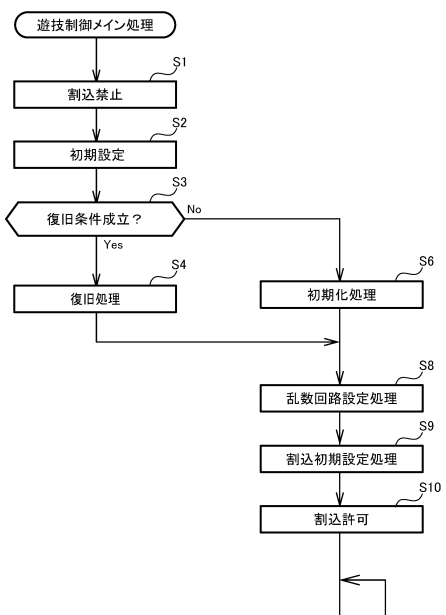 遊技制御メイン処理
S1
割込禁止
S2
初期設定
S3
復旧条件成立？
No
Yes
S4
復旧処理
S6
初期化処理
S8
乱数回路設定処理
S9
割込初期設定処理
S10
割込許可